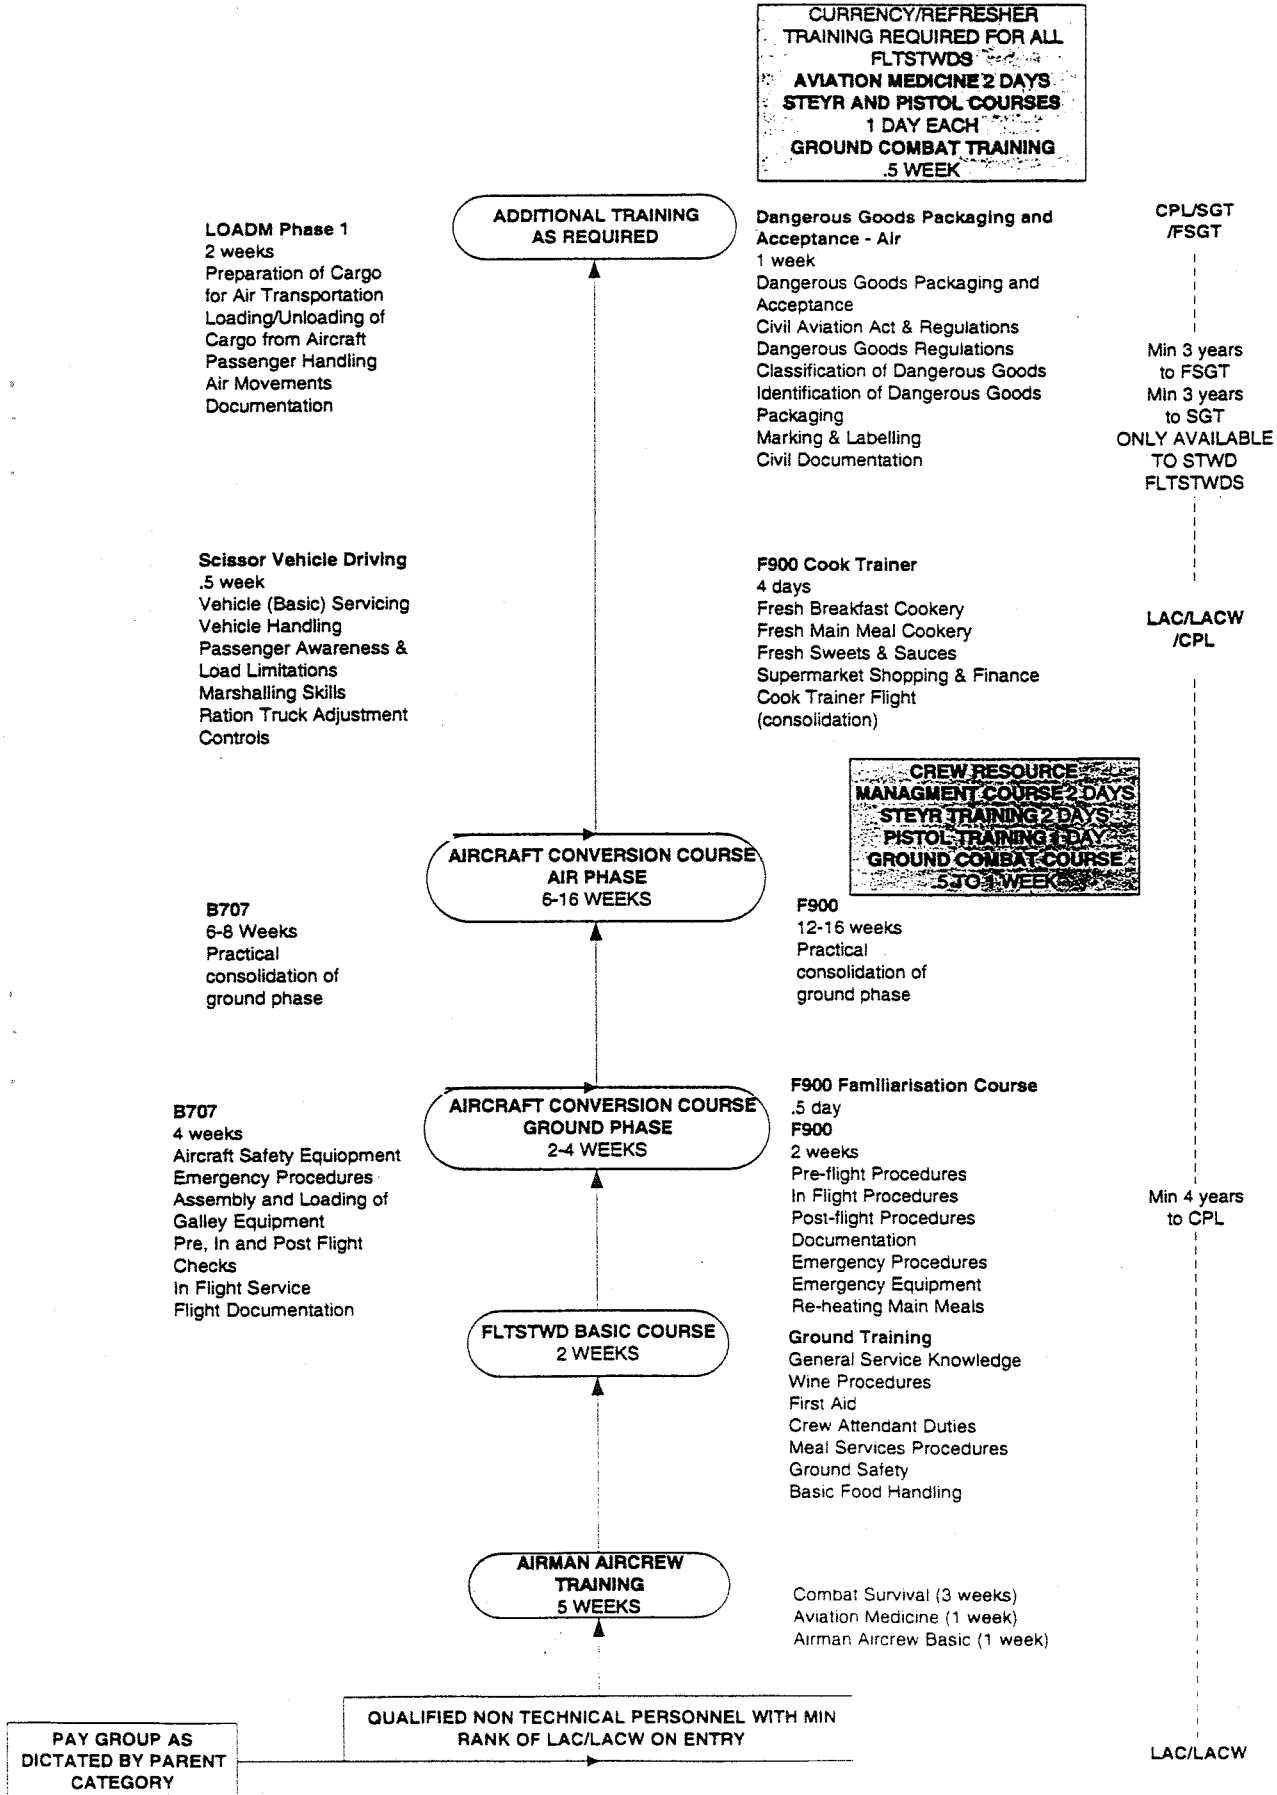 CURRENCY/REFRESHER
TRAINING REQUIRED FOR ALL
FLTSTWDS
AVIATION MEDICINE 2 DAYS
STEYR AND PISTOL COURSES
1 DAY EACH
GROUND COMBAT TRAINING
.5 WEEK
ADDITIONAL TRAINING
AS REQUIRED
LOADM Phase 1
2 weeks
Preparation of Cargo
for Air Transportation
Loading/Unloading of
Cargo from Aircraft
Passenger Handling
Air Movements
Documentation
Dangerous Goods Packaging and
Acceptance - Air
1 week
Dangerous Goods Packaging and
Acceptance
Civil Aviation Act & Regulations
Dangerous Goods Regulations
Classification of Dangerous Goods
Identification of Dangerous Goods
Packaging
Marking & Labelling
Civil Documentation
CPL/SGT
/FSGT
Min 3 years
to FSGT
Min 3 years
to SGT
ONLY AVAILABLE
TO STWD
FLTSTWDS
Scissor Vehicle Driving
.5 week
Vehicle (Basic) Servicing
Vehicle Handling
Passenger Awareness &
Load Limitations
Marshalling Skills
Ration Truck Adjustment
Controls
F900 Cook Trainer
4 days
Fresh Breakfast Cookery
Fresh Main Meal Cookery
Fresh Sweets & Sauces
Supermarket Shopping & Finance
Cook Trainer Flight
(consolidation)
LAC/LACW
/CPL
CREW RESOURCE
MANAGMENT COURSE 2 DAYS
STEYR TRAINING 2 DAYS
PISTOL TRAINING 1 DAY
GROUND COMBAT COURSE
.5 TO 1 WEEK
AIRCRAFT CONVERSION COURSE
AIR PHASE
6-16 WEEKS
B707
6-8 Weeks
Practical
consolidation of
ground phase
F900
12-16 weeks
Practical
consolidation of
ground phase
AIRCRAFT CONVERSION COURSE
GROUND PHASE
2-4 WEEKS
B707
4 weeks
Aircraft Safety Equiopment
Emergency Procedures
Assembly and Loading of
Galley Equipment
Pre, In and Post Flight
Checks
In Flight Service
Flight Documentation
F900 Familiarisation Course
.5 day
F900
2 weeks
Pre-flight Procedures
In Flight Procedures
Post-flight Procedures
Documentation
Emergency Procedures
Emergency Equipment
Re-heating Main Meals
Min 4 years
to CPL
FLTSTWD BASIC COURSE
2 WEEKS
Ground Training
General Service Knowledge
Wine Procedures
First Aid
Crew Attendant Duties
Meal Services Procedures
Ground Safety
Basic Food Handling
AIRMAN AIRCREW
TRAINING
5 WEEKS
Combat Survival (3 weeks)
Aviation Medicine (1 week)
Airman Aircrew Basic (1 week)
QUALIFIED NON TECHNICAL PERSONNEL WITH MIN
RANK OF LAC/LACW ON ENTRY
PAY GROUP AS
DICTATED BY PARENT
CATEGORY
LAC/LACW